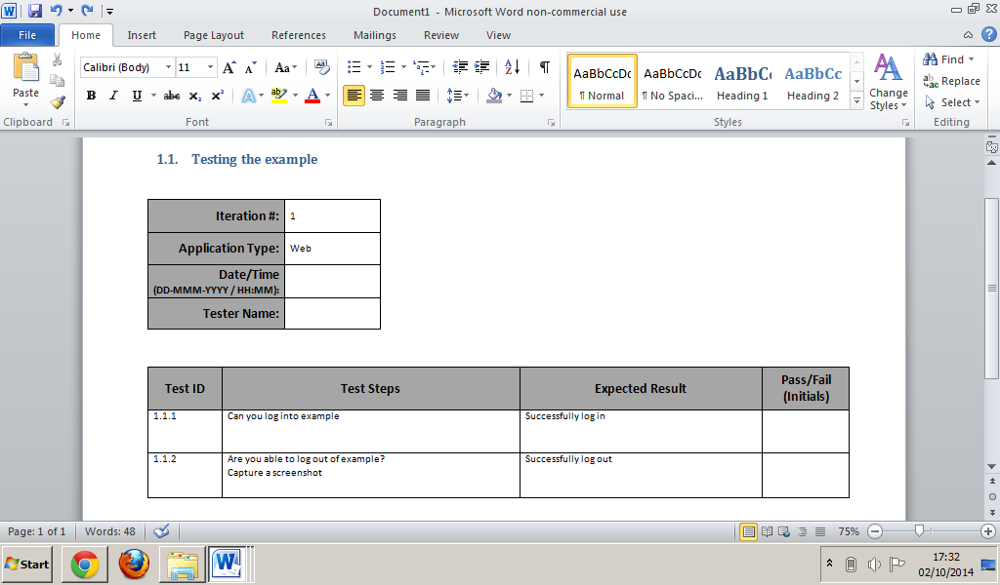 Document1 - Microsoft Word non-commercial use
File Home Insert Page Layout References Mailings Review View
Calibri (Body) 11 Aa
Paste
B I U abc X₂ X² A ab A
AaBbCcDc AaBbCcDc AaBbCc AaBbCc
¶ Normal ¶ No Spaci... Heading 1 Heading 2
Change Styles
Find
Replace
Select
Clipboard Font Paragraph Styles Editing
1.1. Testing the example
Iteration #: 1
Application Type: Web
Date/Time
(DD-MMM-YYYY / HH:MM):
Tester Name:
Test ID Test Steps Expected Result Pass/Fail (Initials)
1.1.1 Can you log into example Successfully log in
1.1.2 Are you able to log out of example? Successfully log out
Capture a screenshot
Page: 1 of 1 Words: 48 75%
Start 17:32
02/10/2014